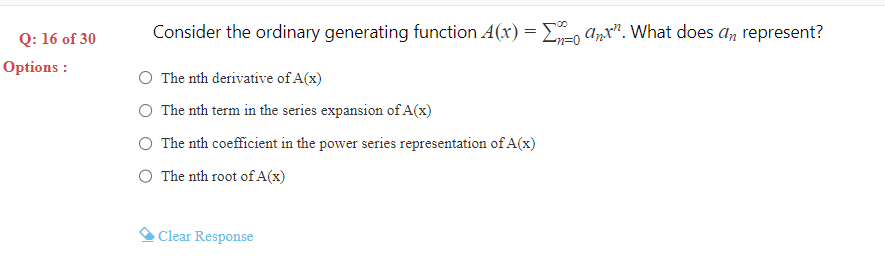 Q: 16 of 30
Consider the ordinary generating function A(x) = ∑_{n=0}^{∞} a_n x^n. What does a_n represent?
Options :
The nth derivative of A(x)
The nth term in the series expansion of A(x)
The nth coefficient in the power series representation of A(x)
The nth root of A(x)
Clear Response